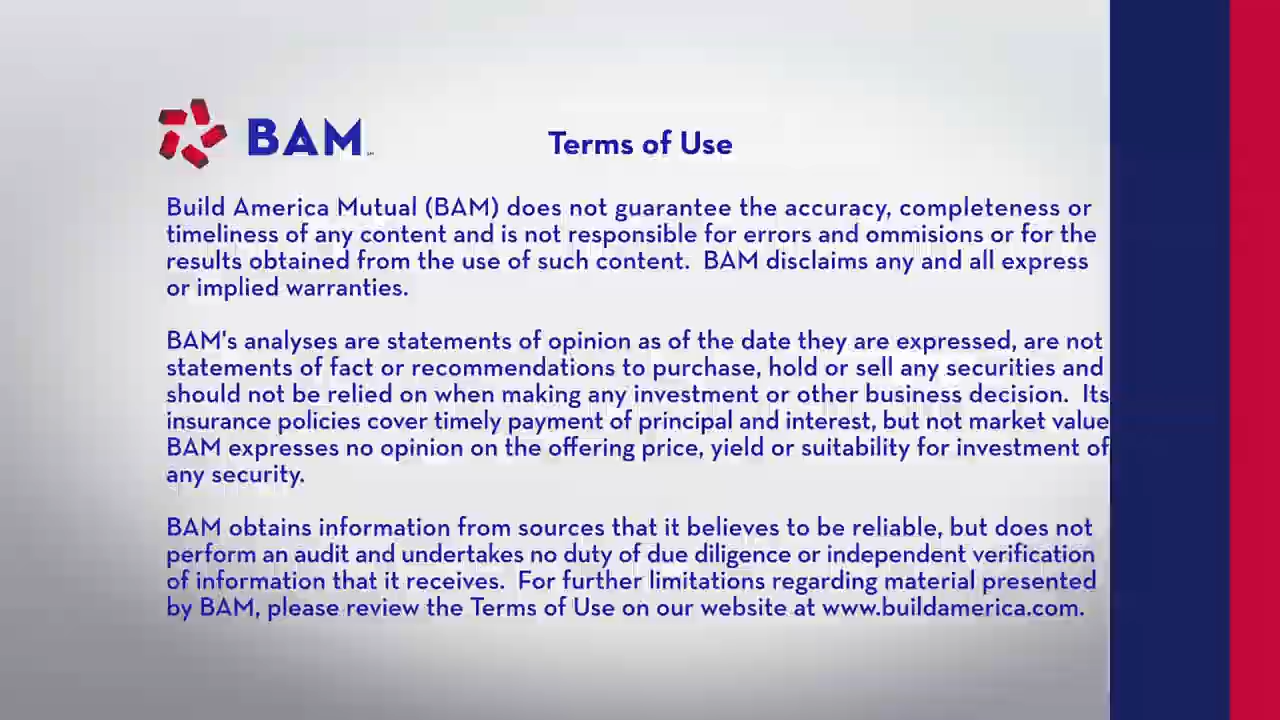 BAM
Terms of Use
Build America Mutual (BAM) does not guarantee the accuracy, completeness or
timeliness of any content and is not responsible for errors and ommisions or for the
results obtained from the use of such content.  BAM disclaims any and all express
or implied warranties.
BAM's analyses are statements of opinion as of the date they are expressed, are not
statements of fact or recommendations to purchase, hold or sell any securities and
should not be relied on when making any investment or other business decision.  Its
insurance policies cover timely payment of principal and interest, but not market value
BAM expresses no opinion on the offering price, yield or suitability for investment of
any security.
BAM obtains information from sources that it believes to be reliable, but does not
perform an audit and undertakes no duty of due diligence or independent verification
of information that it receives.  For further limitations regarding material presented
by BAM, please review the Terms of Use on our website at www.buildamerica.com.